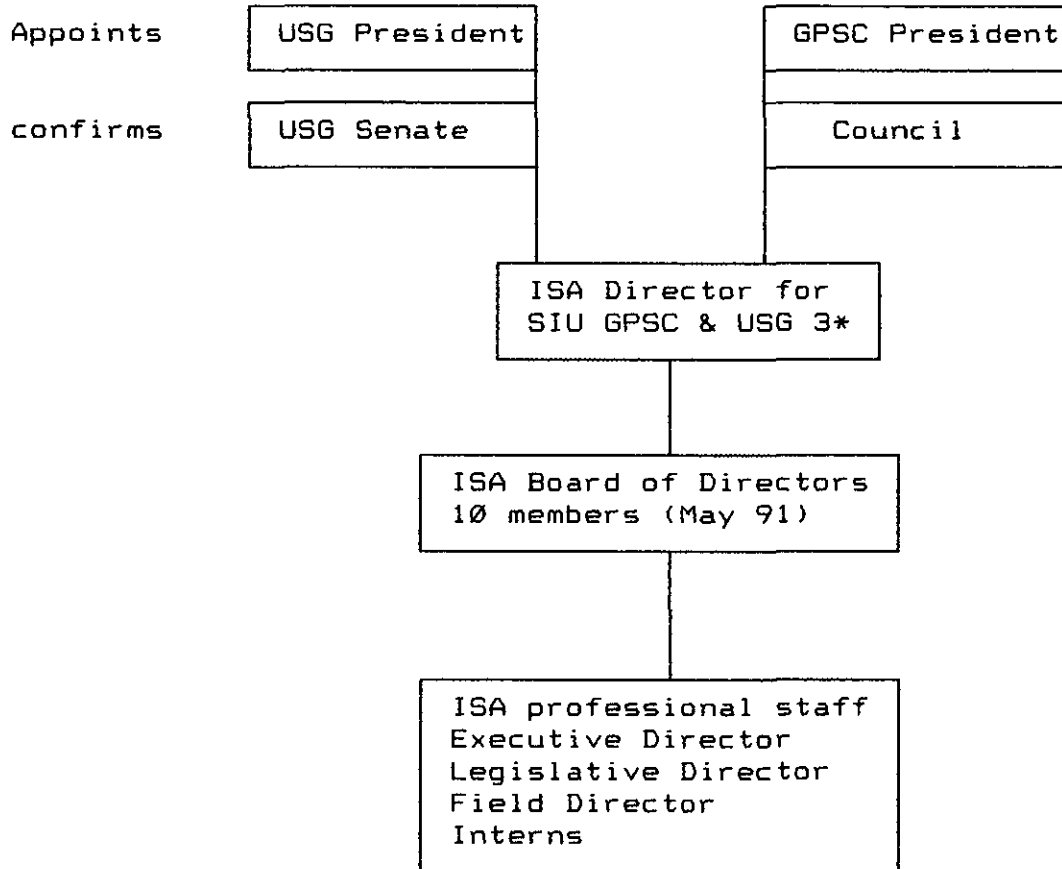 Appoints USG President GPSC President
confirms USG Senate Council
ISA Director for
SIU GPSC & USG 3*
ISA Board of Directors
10 members (May 91)
ISA professional staff
Executive Director
Legislative Director
Field Director
Interns